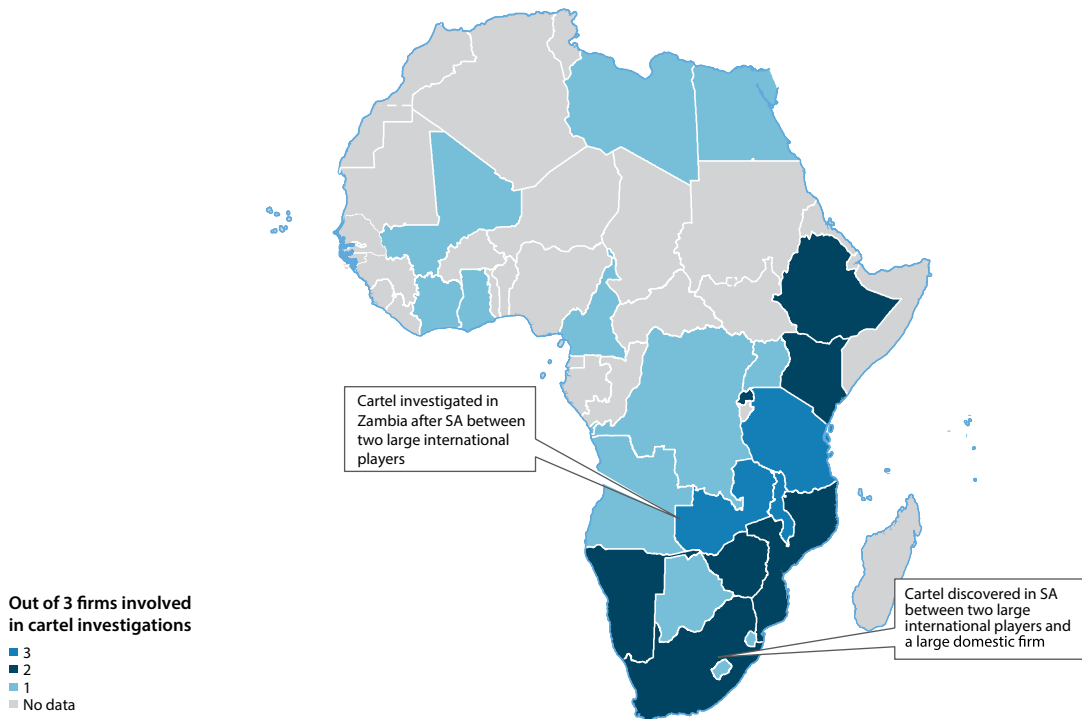 Cartel investigated in
Zambia after SA between
two large international
players
Cartel discovered in SA
between two large
international players and
a large domestic firm
Out of 3 firms involved
in cartel investigations
3
2
1
No data